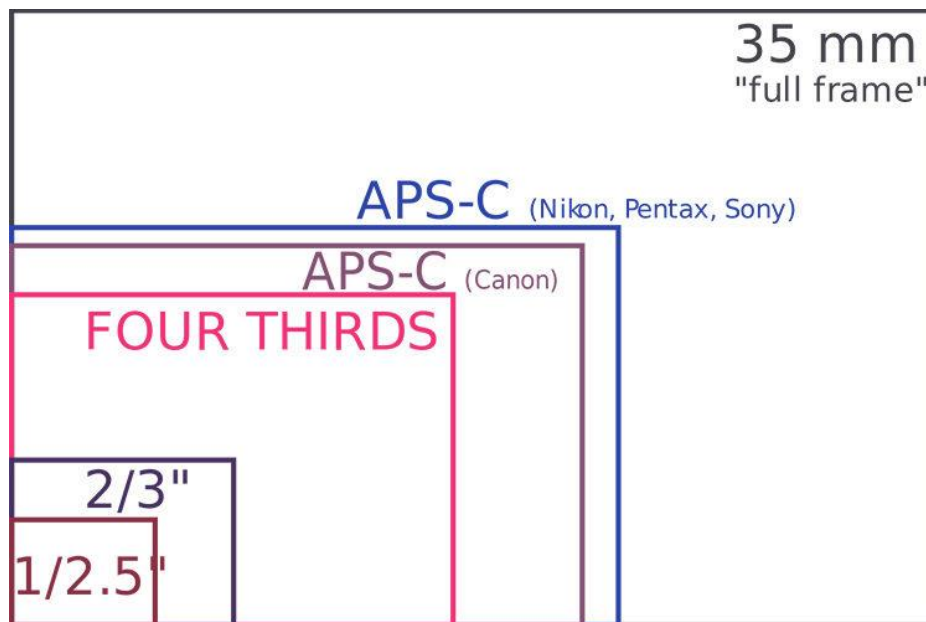 35 mm
"full frame"
APS-C (Nikon, Pentax, Sony)
APS-C (Canon)
FOUR THIRDS
2/3"
1/2.5"